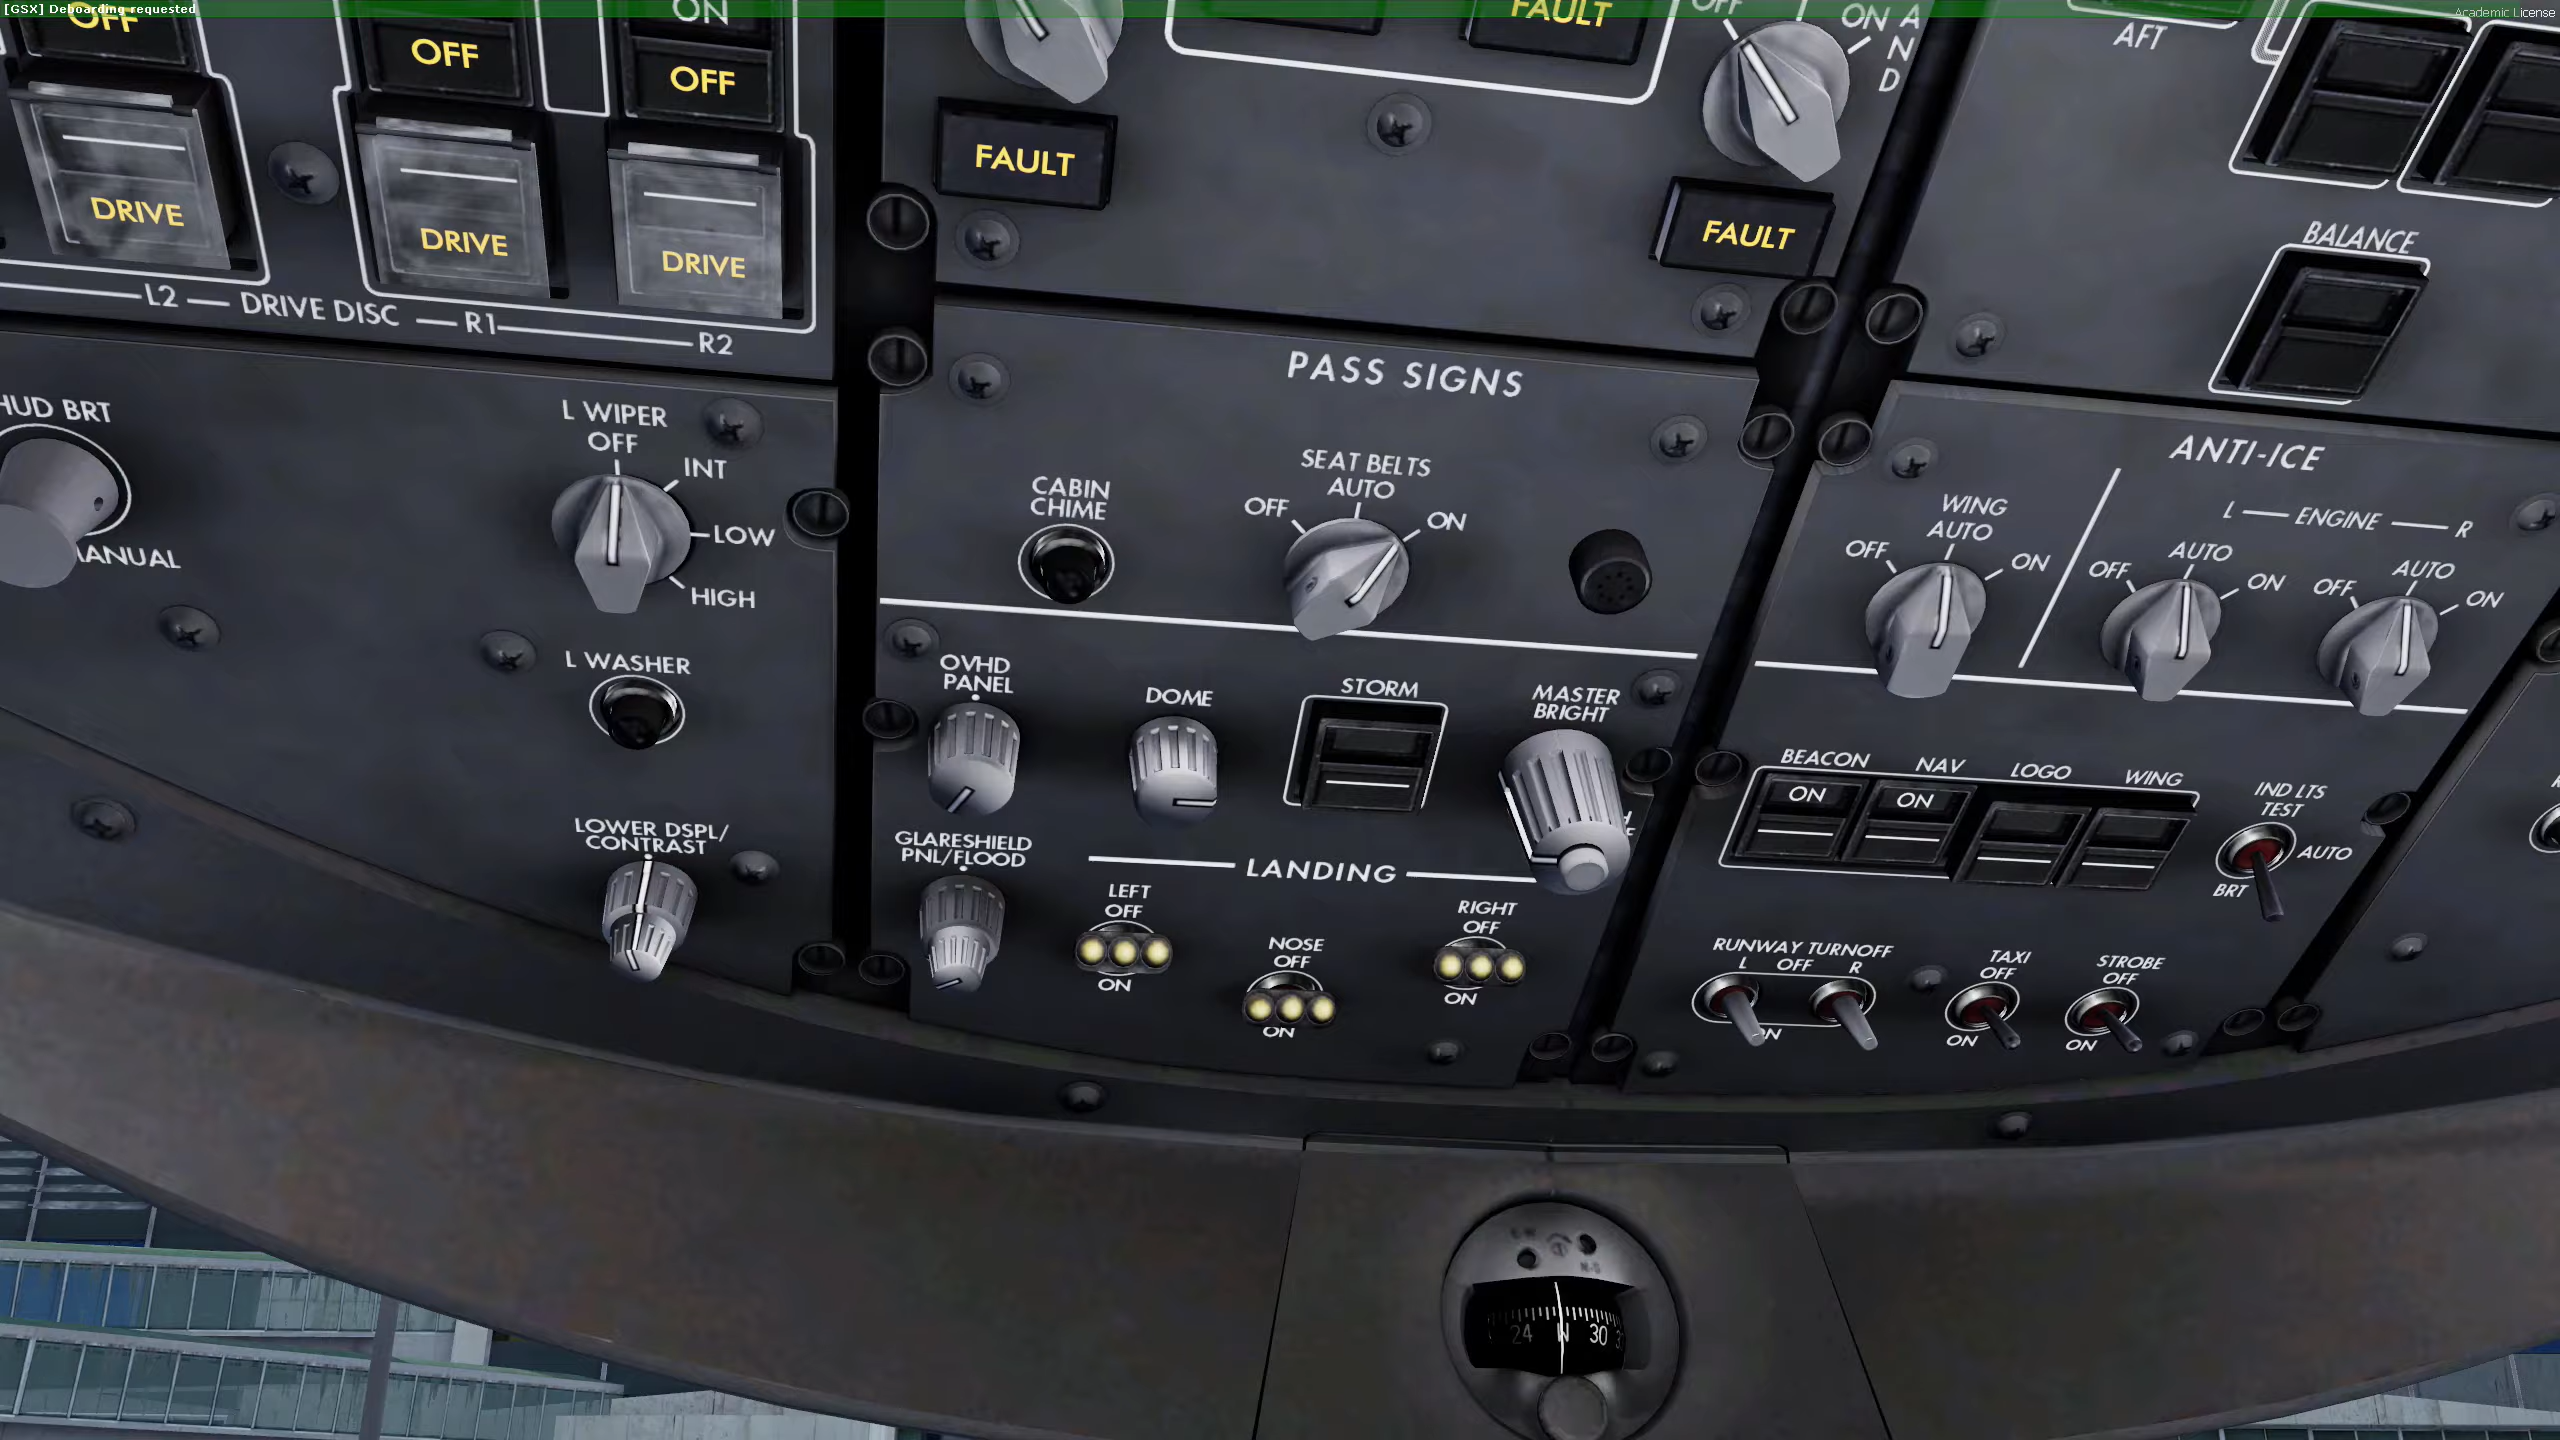 [GSX] Deboarding requested
Academic License
OFF
OFF
ON
OFF
FAULT
OFF
ON
A
N
D
AFT
DRIVE
DRIVE
DRIVE
L2
DRIVE DISC
R1
R2
FAULT
FAULT
BALANCE
HUD BRT
MANUAL
L WIPER
OFF
INT
LOW
HIGH
L WASHER
LOWER DSPL/
CONTRAST
PASS SIGNS
CABIN
CHIME
SEAT BELTS
AUTO
OFF
ON
OVHD
PANEL
DOME
STORM
MASTER
BRIGHT
GLARESHIELD
PNL/FLOOD
LANDING
LEFT
OFF
ON
NOSE
OFF
ON
RIGHT
OFF
ON
ANTI-ICE
WING
AUTO
OFF
ON
L ENGINE R
AUTO
OFF
ON
AUTO
OFF
ON
BEACON
NAV
LOGO
WING
ON
ON
IND LTS
TEST
AUTO
BRT
RUNWAY TURNOFF
L OFF R
ON
TAXI
OFF
ON
STROBE
OFF
ON
N-S
24 W 30